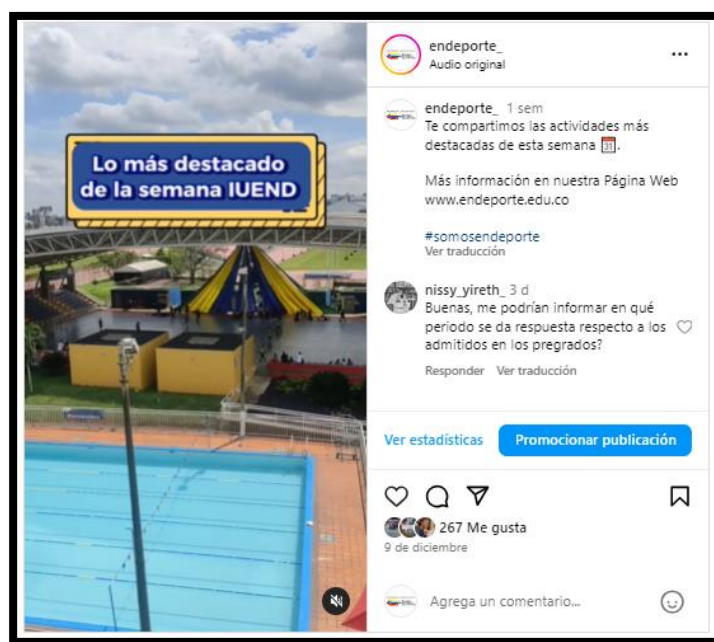 Lo más destacado
de la semana IUEND
endeporte_
Audio original
endeporte_ 1 sem
Te compartimos las actividades más
destacadas de esta semana 31.
Más información en nuestra Página Web
www.endeporte.edu.co
#somosendeporte
Ver traducción
nissy_yireth_ 3 d
Buenas, me podrían informar en qué
periodo se da respuesta respecto a los
admitidos en los pregrados?
Responder Ver traducción
Ver estadísticas Promocionar publicación
267 Me gusta
9 de diciembre
Agrega un comentario...